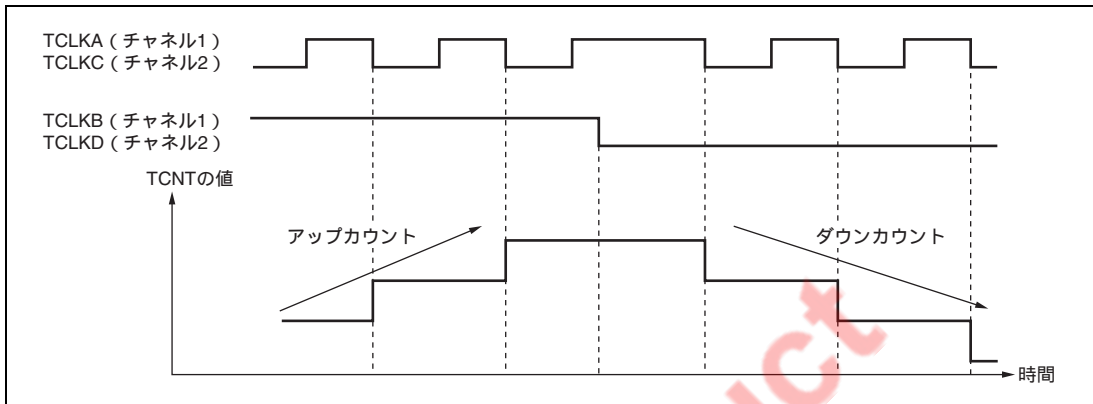 TCLKA（チャネル1）
TCLKC（チャネル2）
TCLKB（チャネル1）
TCLKD（チャネル2）
TCNTの値
アップカウント
ダウンカウント
時間
uct